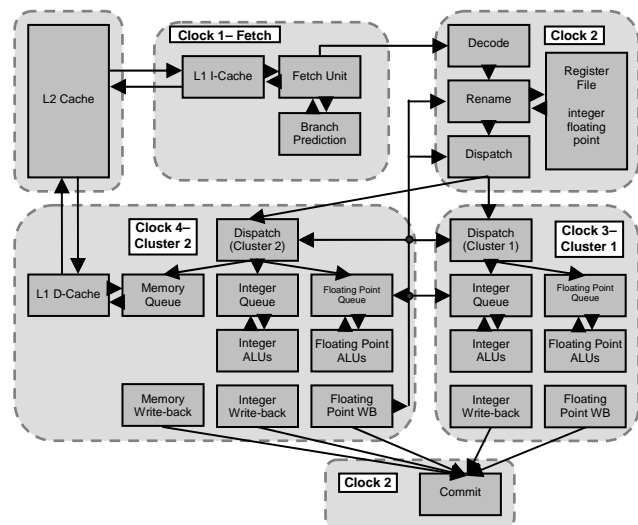 Clock 1– Fetch
Clock 2
L2 Cache
L1 I-Cache
Fetch Unit
Branch
Prediction
Decode
Rename
Dispatch
Register
File
integer
floating
point
Clock 4–
Cluster 2
Dispatch
(Cluster 2)
L1 D-Cache
Memory
Queue
Integer
Queue
Floating Point
Queue
Integer
ALUs
Floating Point
ALUs
Memory
Write-back
Integer
Write-back
Floating
Point WB
Dispatch
(Cluster 1)
Clock 3–
Cluster 1
Integer
Queue
Floating Point
Queue
Integer
ALUs
Floating Point
ALUs
Integer
Write-back
Floating
Point WB
Clock 2
Commit